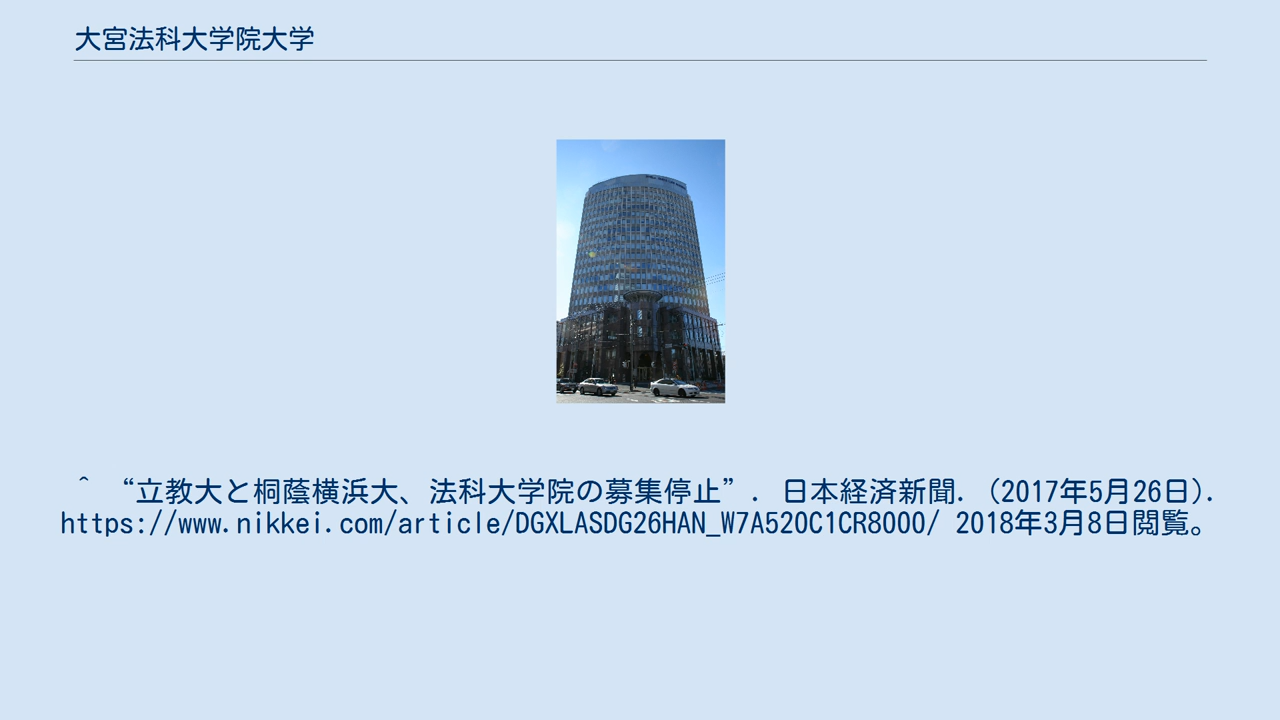 大宮法科大学院大学
^ “立教大と桐蔭横浜大、法科大学院の募集停止”. 日本経済新聞. (2017年5月26日).
https://www.nikkei.com/article/DGXLASDG26HAN_W7A520C1CR8000/ 2018年3月8日閲覧。